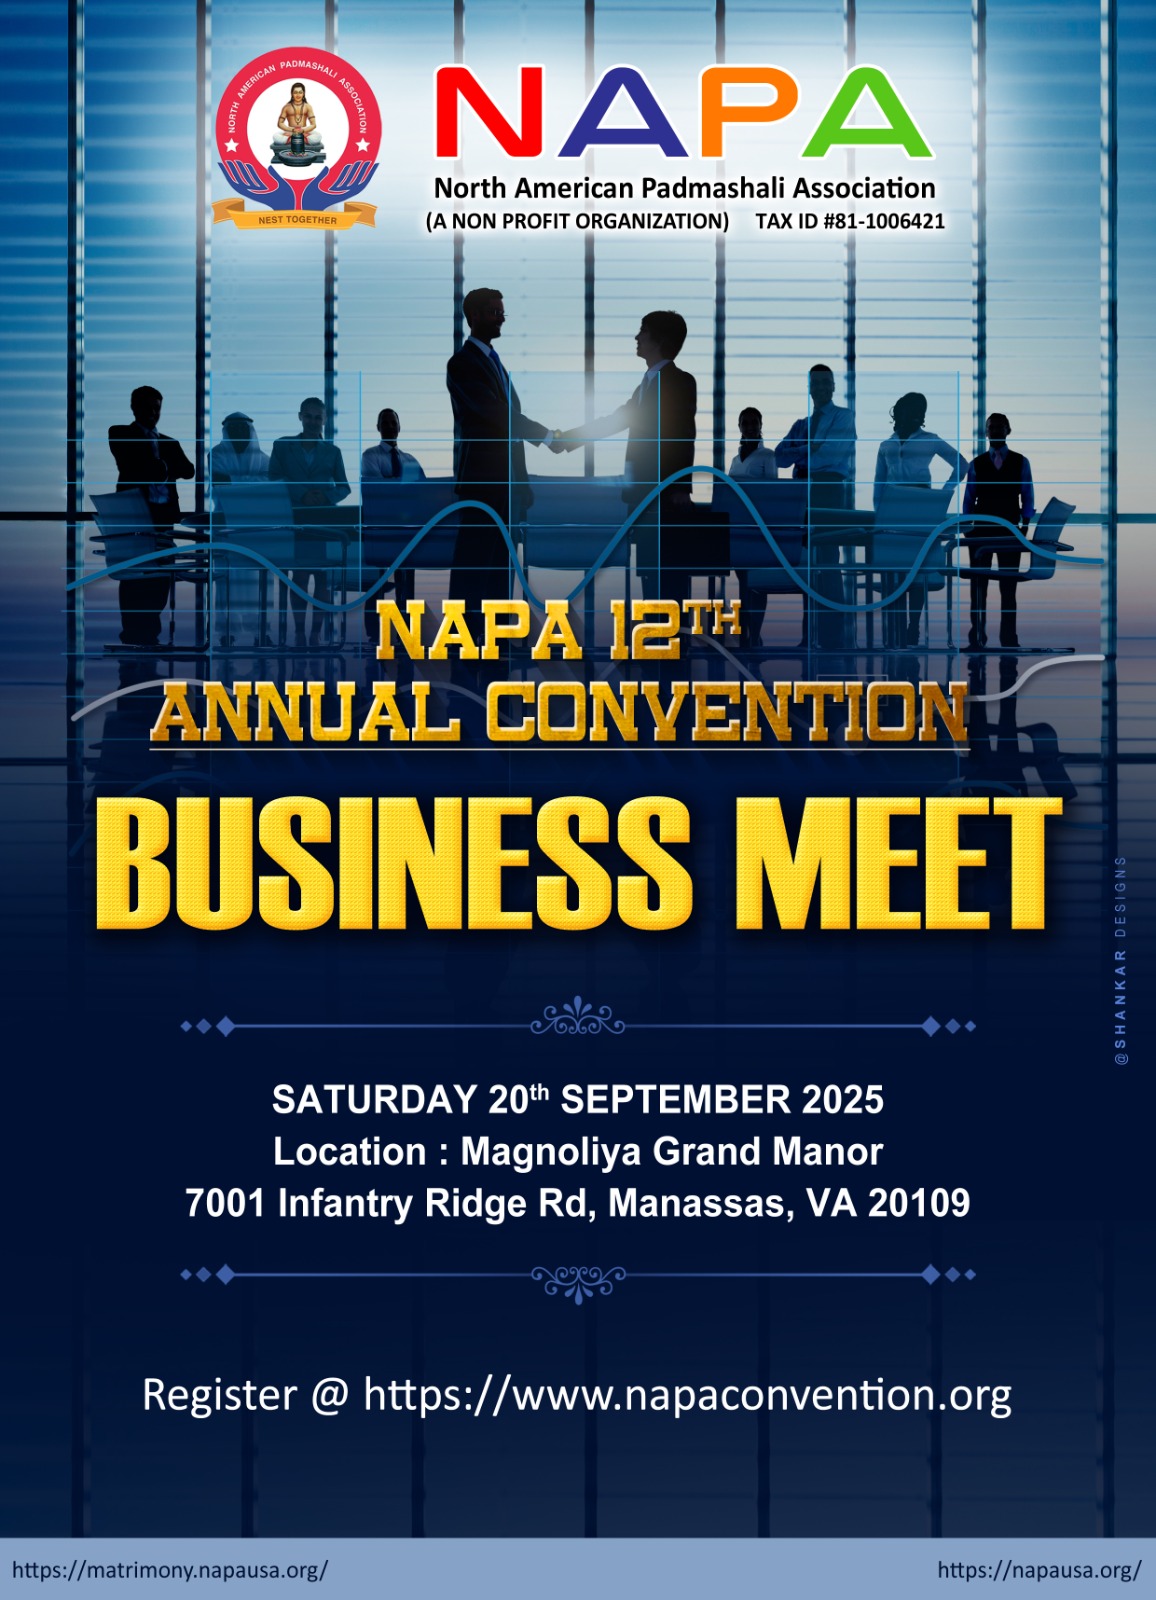 NORTH AMERICAN PADMASHALI ASSOCIATION
NEST TOGETHER
NAPA
North American Padmashali Association
(A NON PROFIT ORGANIZATION) TAX ID #81-1006421
NAPA 12TH
ANNUAL CONVENTION
BUSINESS MEET
@SHANKAR DESIGNS
SATURDAY 20th SEPTEMBER 2025
Location : Magnoliya Grand Manor
7001 Infantry Ridge Rd, Manassas, VA 20109
Register @ https://www.napaconvention.org
https://matrimony.napausa.org/
https://napausa.org/